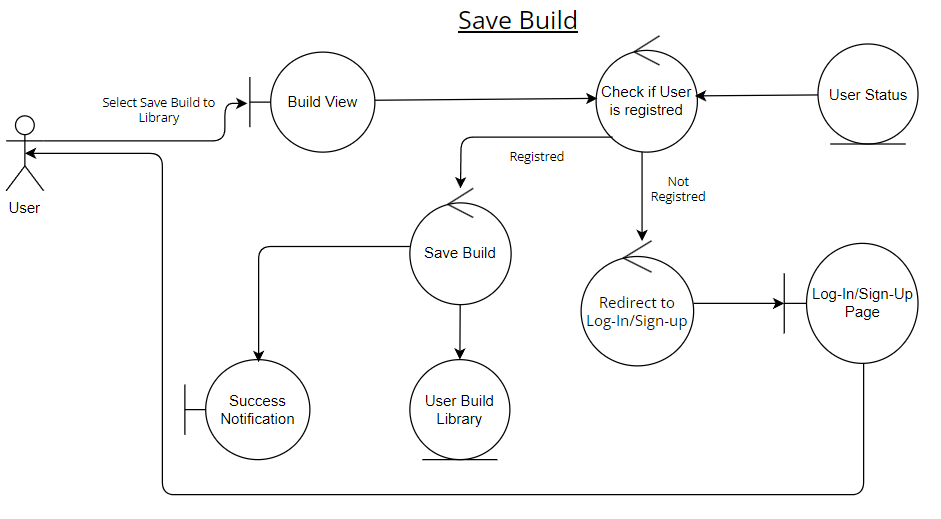 Save Build
Select Save Build to
Library
Build View
Check if User
is registred
User Status
User
Registred
Not
Registred
Save Build
Redirect to
Log-In/Sign-up
Log-In/Sign-Up
Page
Success
Notification
User Build
Library